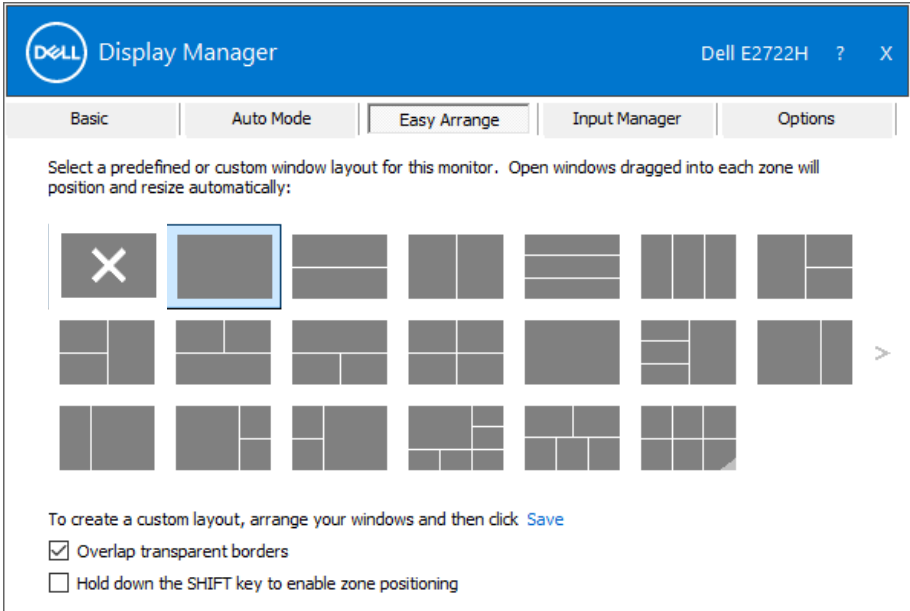 DELL Display Manager Dell E2722H ? X
Basic Auto Mode Easy Arrange Input Manager Options
Select a predefined or custom window layout for this monitor. Open windows dragged into each zone will
position and resize automatically:
>
To create a custom layout, arrange your windows and then click Save
Overlap transparent borders
Hold down the SHIFT key to enable zone positioning